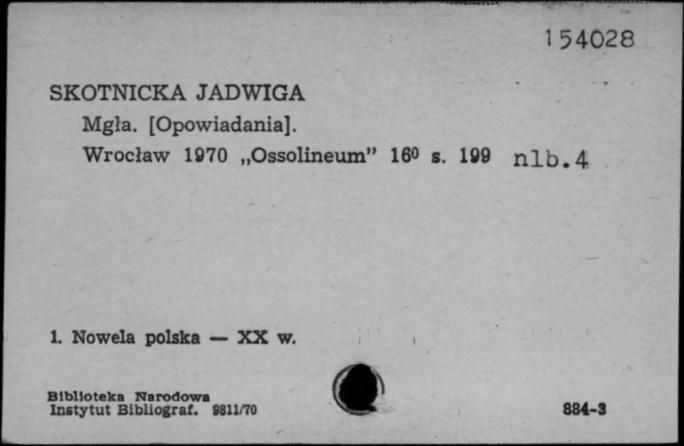 154028
SKOTNICKA JADWIGA
Mgła. [Opowiadania].
Wrocław 1970 „Ossolineum” 16⁰ s. 199 nlb.4
1. Nowela polska — XX w.
Biblioteka Narodowa
Instytut Bibliograf. 9811/70
884-3